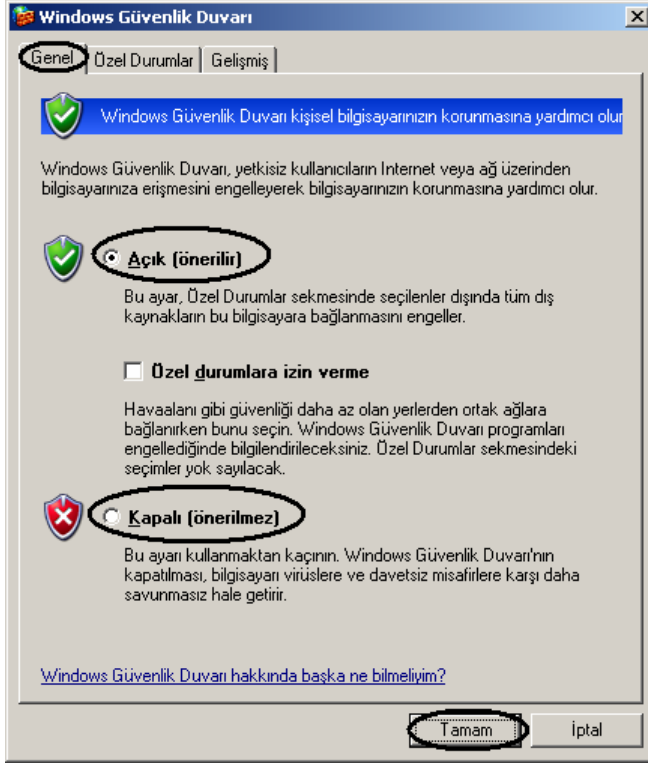 Windows Güvenlik Duvarı
Genel Özel Durumlar Gelişmiş
Windows Güvenlik Duvarı kişisel bilgisayarınızın korunmasına yardımcı olur
Windows Güvenlik Duvarı, yetkisiz kullanıcıların Internet veya ağ üzerinden
bilgisayarınıza erişmesini engelleyerek bilgisayarınızın korunmasına yardımcı olur.
Açık (önerilir)
Bu ayar, Özel Durumlar sekmesinde seçilenler dışında tüm dış
kaynakların bu bilgisayara bağlanmasını engeller.
Özel durumlara izin verme
Havaalanı gibi güvenliği daha az olan yerlerden ortak ağlara
bağlanırken bunu seçin. Windows Güvenlik Duvarı programları
engellediğinde bilgilendirileceksiniz. Özel Durumlar sekmesindeki
seçimler yok sayılacak.
Kapalı (önerilmez)
Bu ayarı kullanmaktan kaçının. Windows Güvenlik Duvarı'nın
kapatılması, bilgisayarı virüslere ve davetsiz misafirlere karşı daha
savunmasız hale getirir.
Windows Güvenlik Duvarı hakkında başka ne bilmeliyim?
Tamam İptal